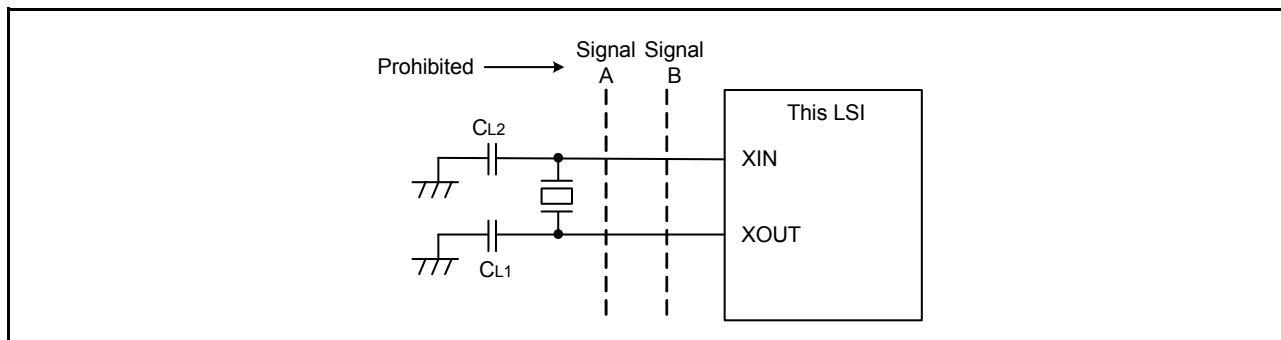 Signal Signal
Prohibited
A B
This LSI
CL2
XIN
XOUT
CL1